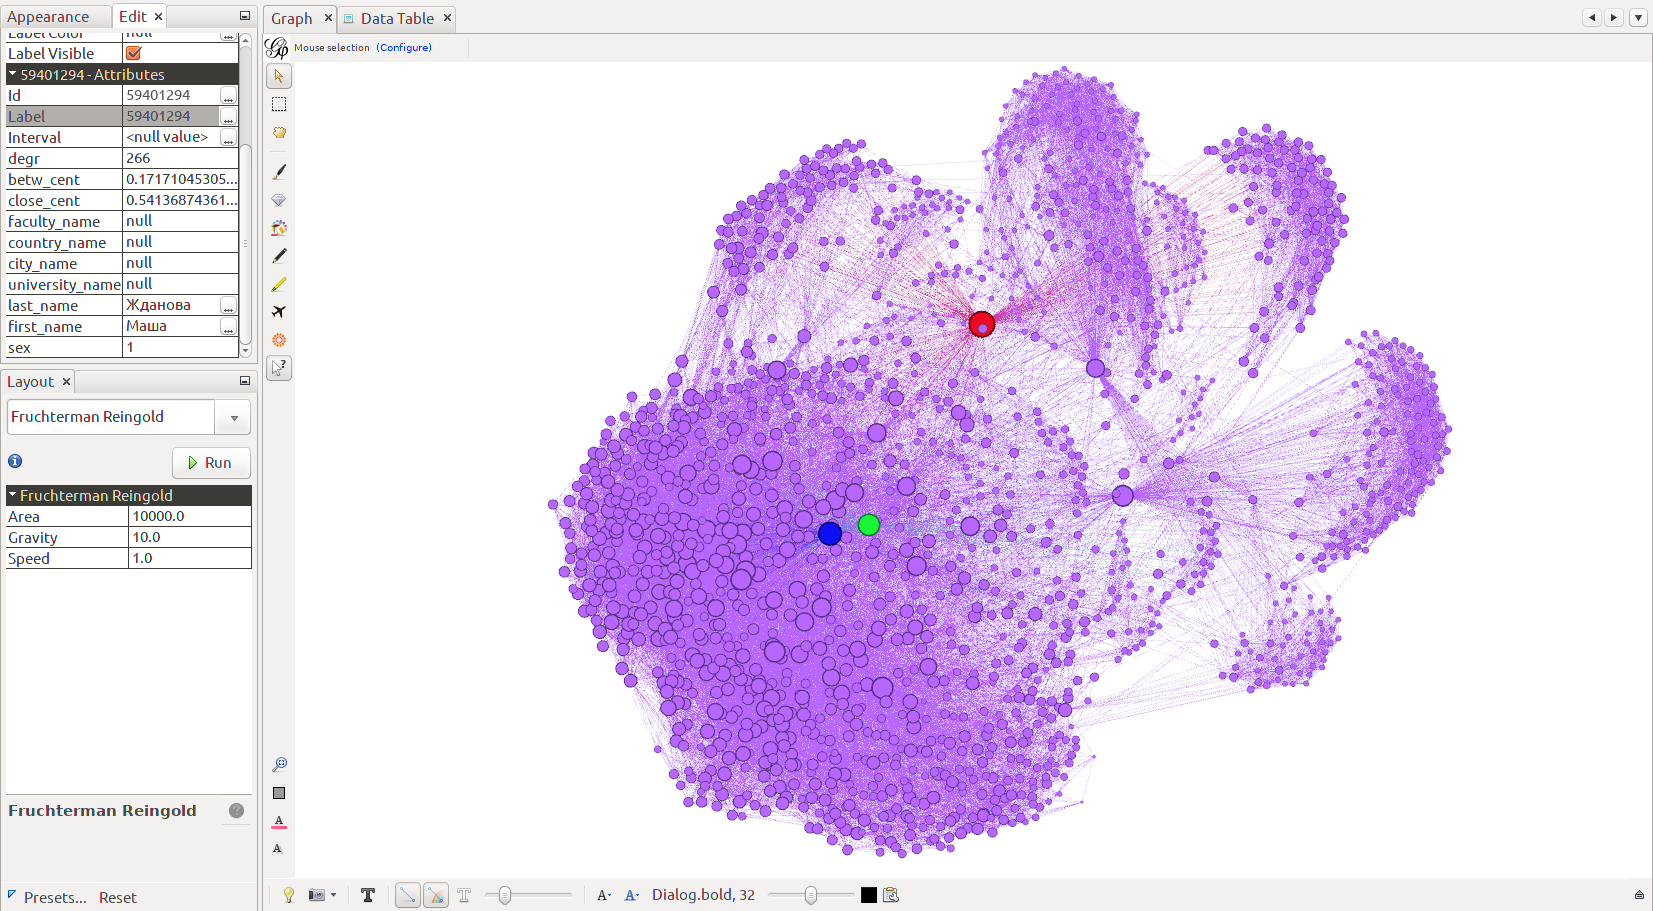 Appearance
Edit
Label Color null
Label Visible
59401294 - Attributes
Id 59401294
Label 59401294
Interval <null value>
degr 266
betw_cent 0.17171045305...
close_cent 0.54136874361...
faculty_name null
country_name null
city_name null
university_name null
last_name Жданова
first_name Маша
sex 1
Layout
Fruchterman Reingold
Run
Fruchterman Reingold
Area 10000.0
Gravity 10.0
Speed 1.0
Fruchterman Reingold
Presets... Reset
Graph
Data Table
Mouse selection (Configure)
Dialog.bold, 32